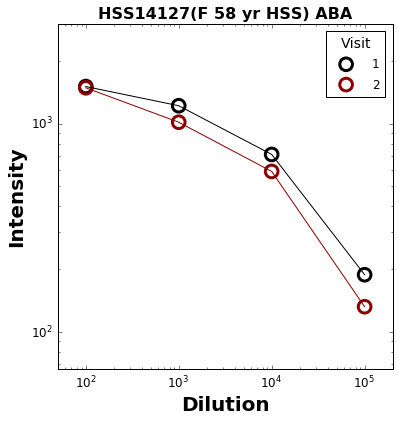 HSS14127(F 58 yr HSS) ABA
Visit
1
2
10³
10²
Intensity
10² 10³ 10⁴ 10⁵
Dilution